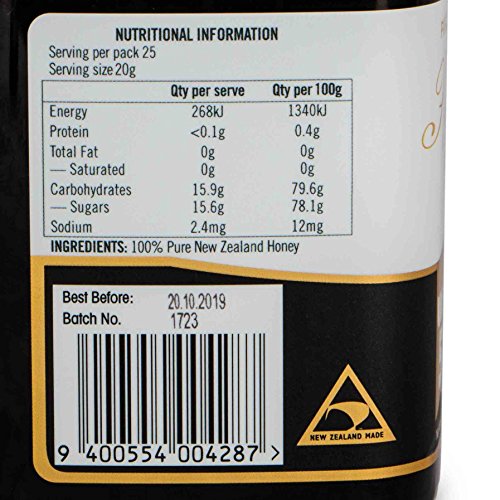 NUTRITIONAL INFORMATION
Serving per pack 25
Serving size 20g
Qty per serve Qty per 100g
Energy 268kJ 1340kJ
Protein <0.1g 0.4g
Total Fat 0g 0g
— Saturated 0g 0g
Carbohydrates 15.9g 79.6g
— Sugars 15.6g 78.1g
Sodium 2.4mg 12mg
INGREDIENTS: 100% Pure New Zealand Honey
Best Before: 20.10.2019
Batch No. 1723
NEW ZEALAND MADE
9 400554 004287 >